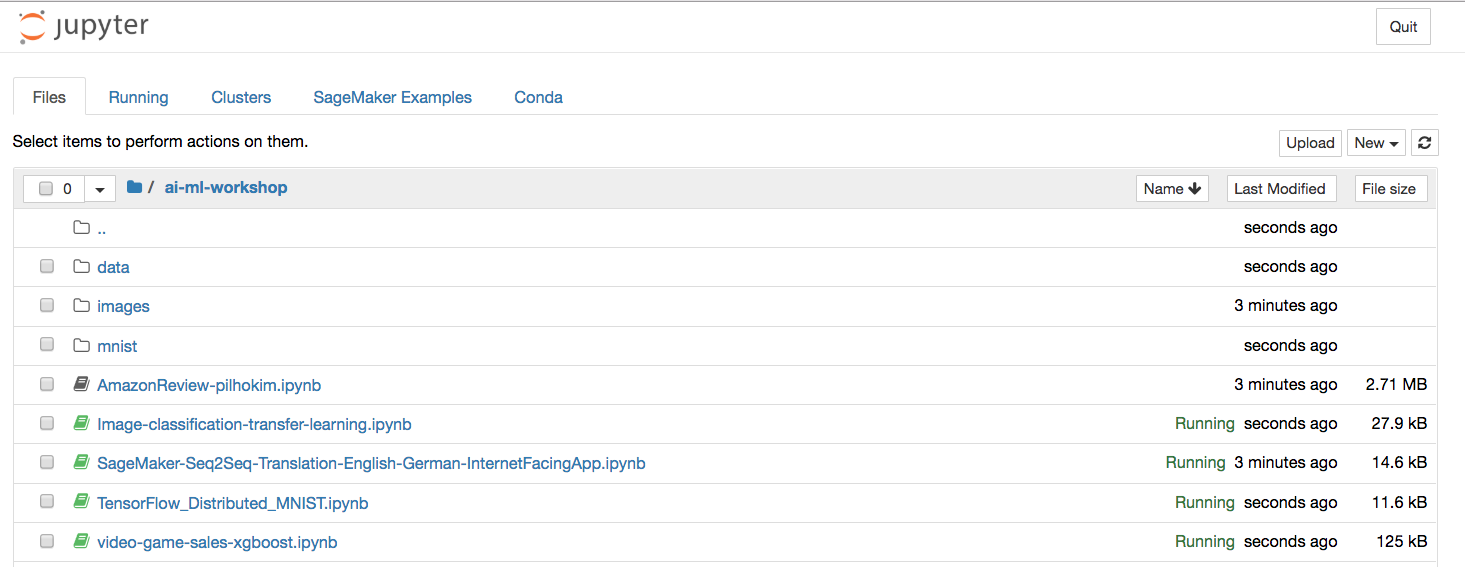 jupyter
Quit
Files Running Clusters SageMaker Examples Conda
Select items to perform actions on them.
Upload New
0 / ai-ml-workshop Name Last Modified File size
.. seconds ago
data seconds ago
images 3 minutes ago
mnist seconds ago
AmazonReview-pilhokim.ipynb 3 minutes ago 2.71 MB
Image-classification-transfer-learning.ipynb Running seconds ago 27.9 kB
SageMaker-Seq2Seq-Translation-English-German-InternetFacingApp.ipynb Running 3 minutes ago 14.6 kB
TensorFlow_Distributed_MNIST.ipynb Running seconds ago 11.6 kB
video-game-sales-xgboost.ipynb Running seconds ago 125 kB